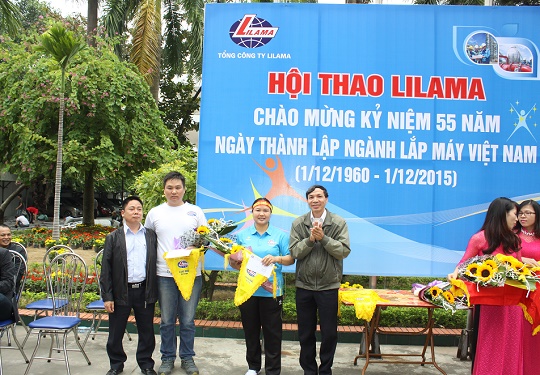 LILAMA
LILAMA
TỔNG CÔNG TY LILAMA
HỘI THAO LILAMA
CHÀO MỪNG KỶ NIỆM 55 NĂM
NGÀY THÀNH LẬP NGÀNH LẮP MÁY VIỆT NAM
(1/12/1960 - 1/12/2015)